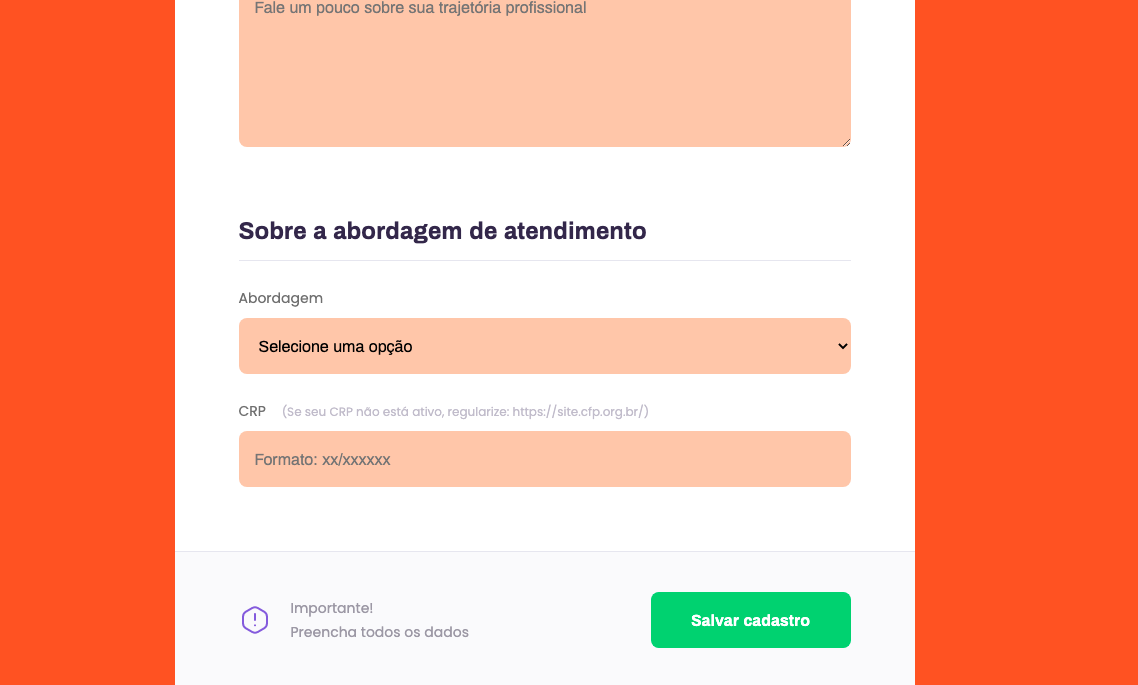 Fale um pouco sobre sua trajetória profissional
Sobre a abordagem de atendimento
Abordagem
Selecione uma opção
CRP (Se seu CRP não está ativo, regularize: https://site.cfp.org.br/)
Formato: xx/xxxxxx
Importante!
Preencha todos os dados
Salvar cadastro